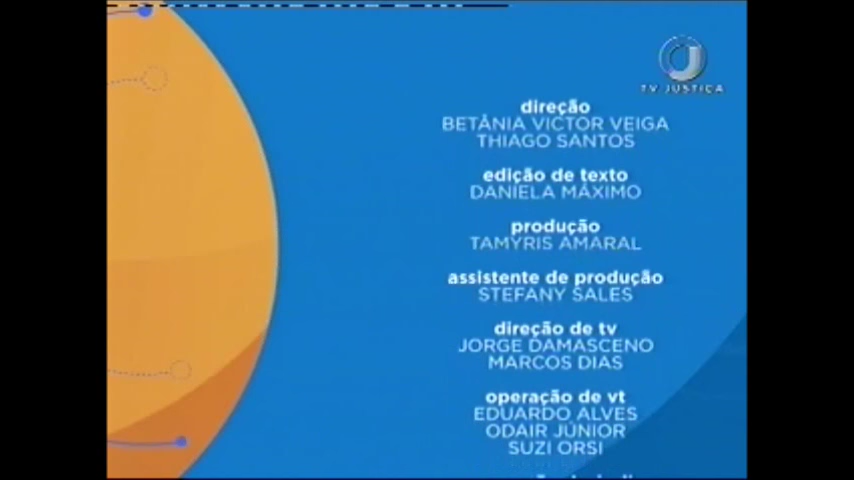 TV JUSTIÇA
direção
BETÂNIA VICTOR VEIGA
THIAGO SANTOS
edição de texto
DANIELA MÁXIMO
produção
TAMYRIS AMARAL
assistente de produção
STEFANY SALES
direção de tv
JORGE DAMASCENO
MARCOS DIAS
operação de vt
EDUARDO ALVES
ODAIR JÚNIOR
SUZI ORSI